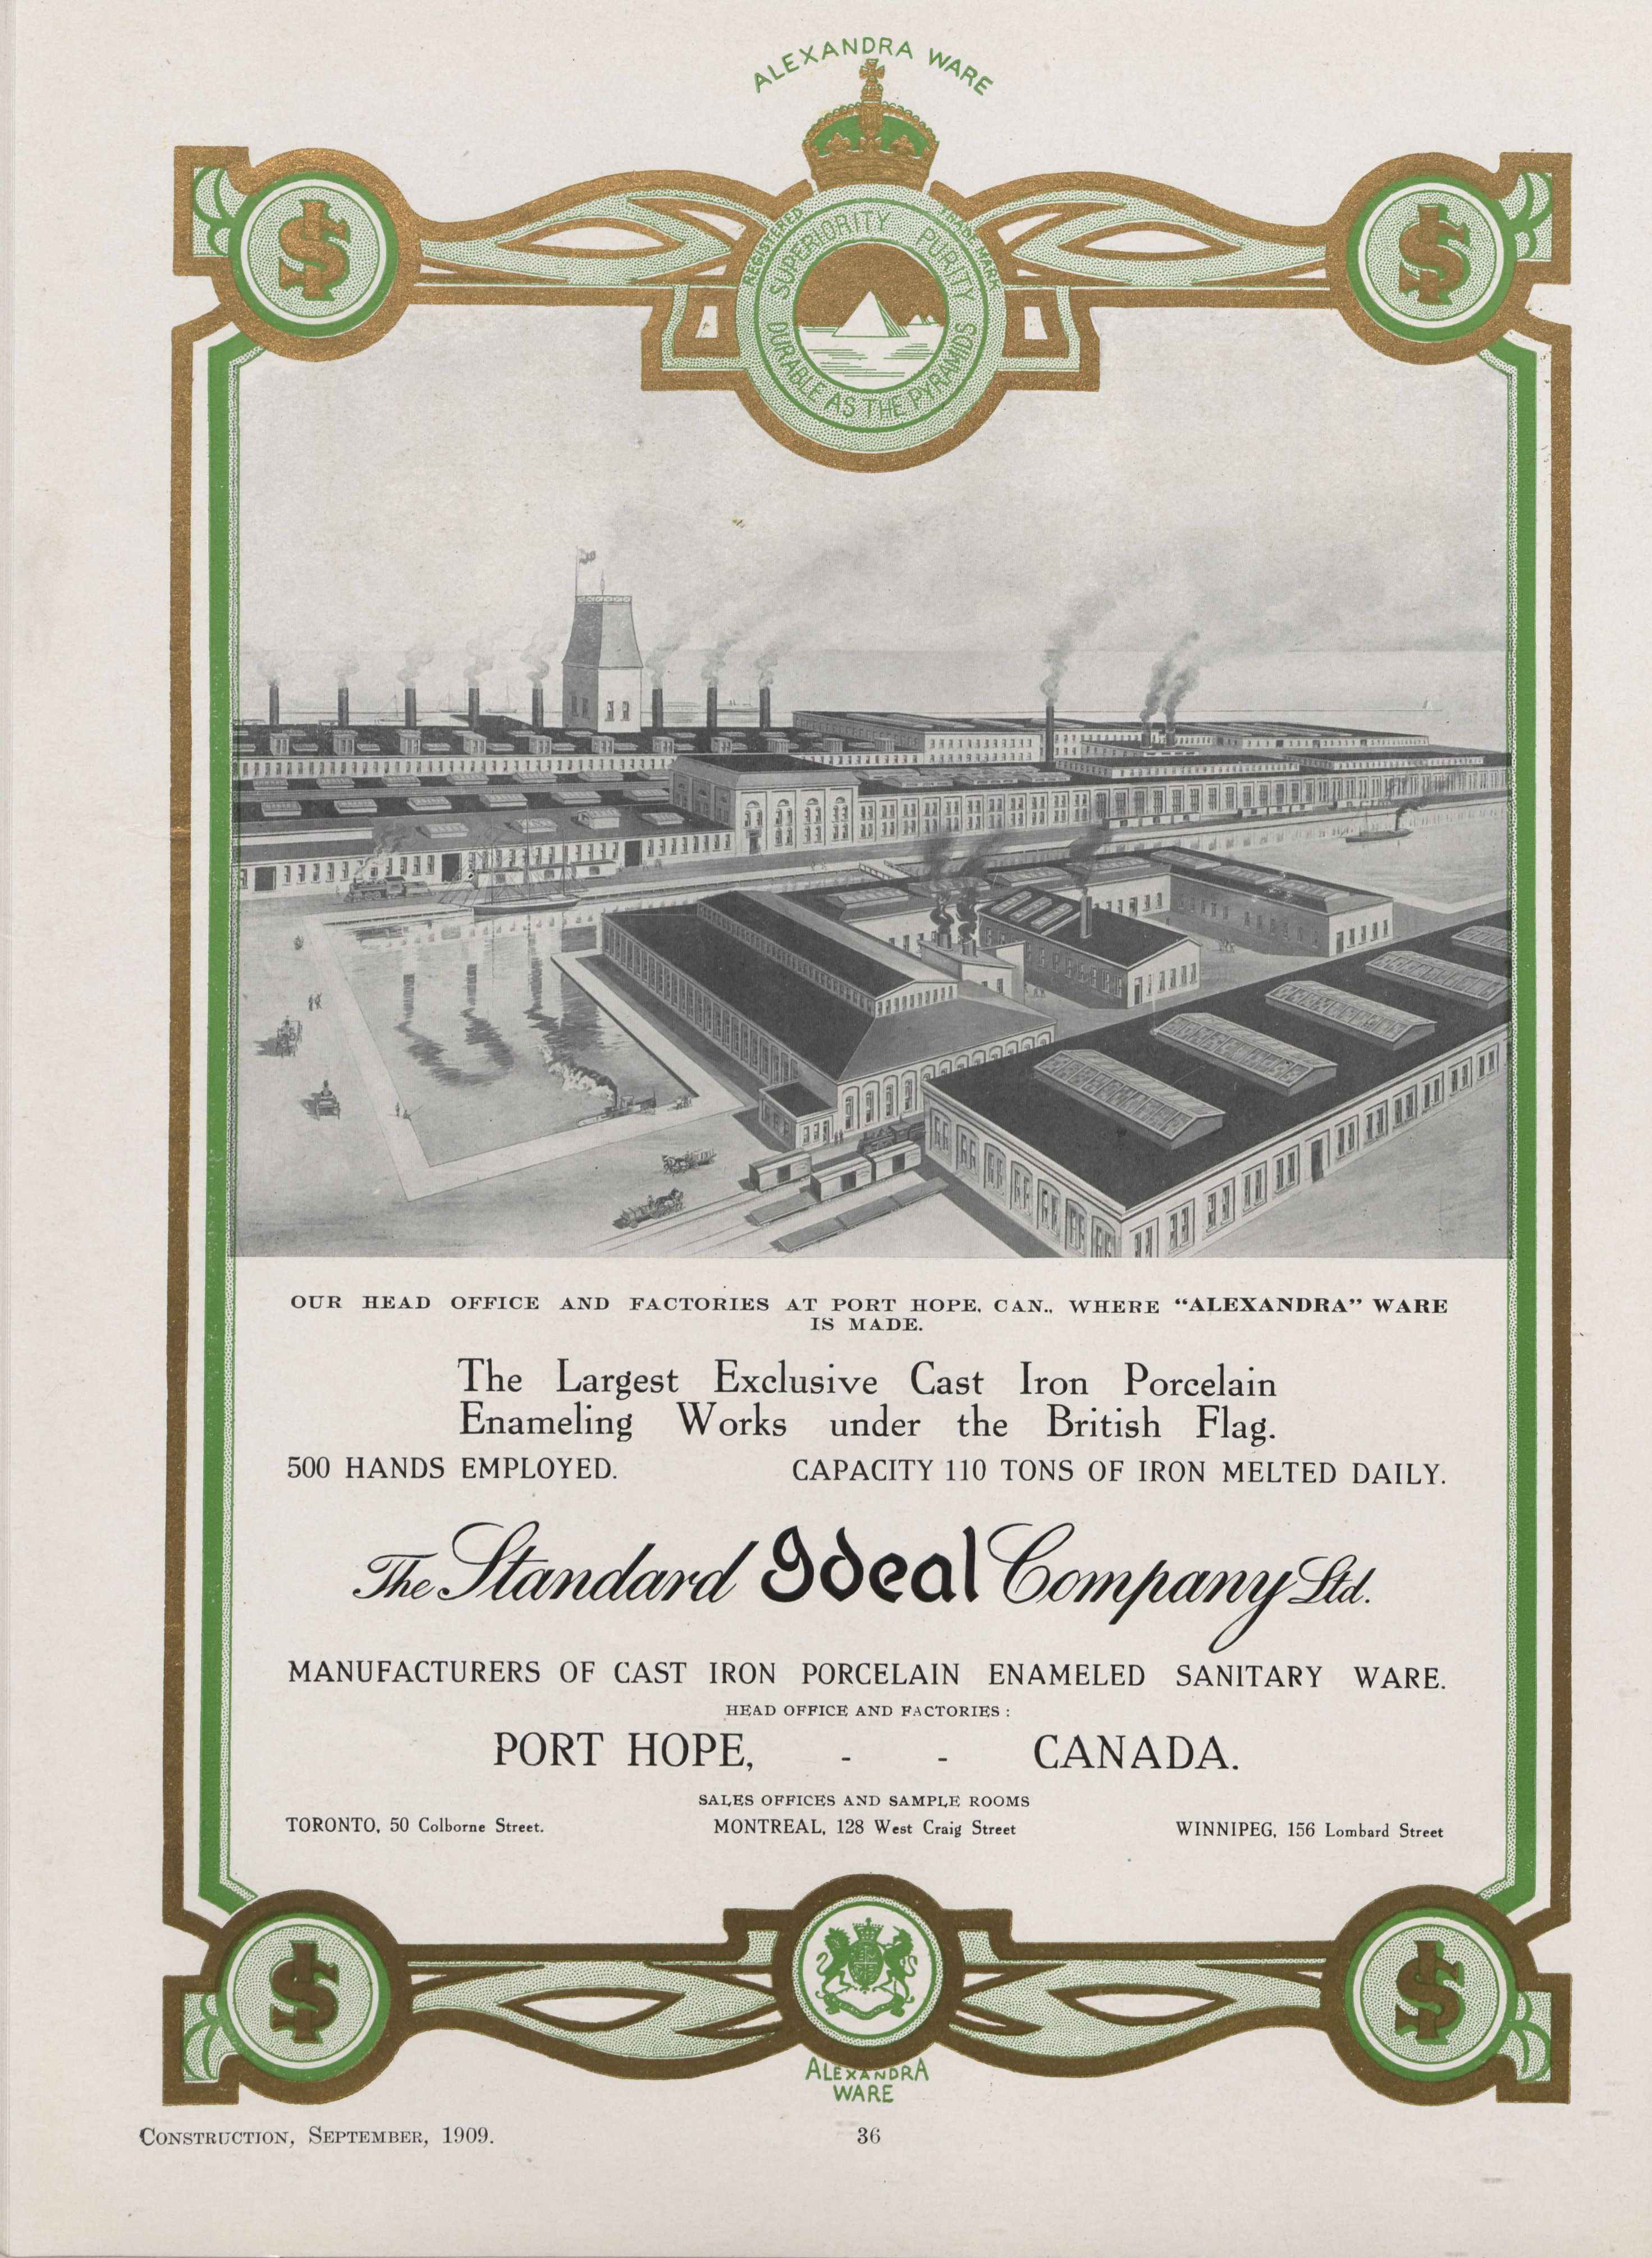 ALEXANDRA WARE
REGISTERED TRADE MARK
SUPERIORITY PURITY
DURABLE AS THE PYRAMIDS
OUR HEAD OFFICE AND FACTORIES AT PORT HOPE, CAN., WHERE “ALEXANDRA” WARE
IS MADE.
The Largest Exclusive Cast Iron Porcelain
Enameling Works under the British Flag.
500 HANDS EMPLOYED. CAPACITY 110 TONS OF IRON MELTED DAILY.
The Standard Ideal Company Ltd.
MANUFACTURERS OF CAST IRON PORCELAIN ENAMELED SANITARY WARE.
HEAD OFFICE AND FACTORIES:
PORT HOPE, - - CANADA.
SALES OFFICES AND SAMPLE ROOMS
TORONTO, 50 Colborne Street. MONTREAL, 128 West Craig Street WINNIPEG, 156 Lombard Street
ALEXANDRA
WARE
CONSTRUCTION, SEPTEMBER, 1909. 36